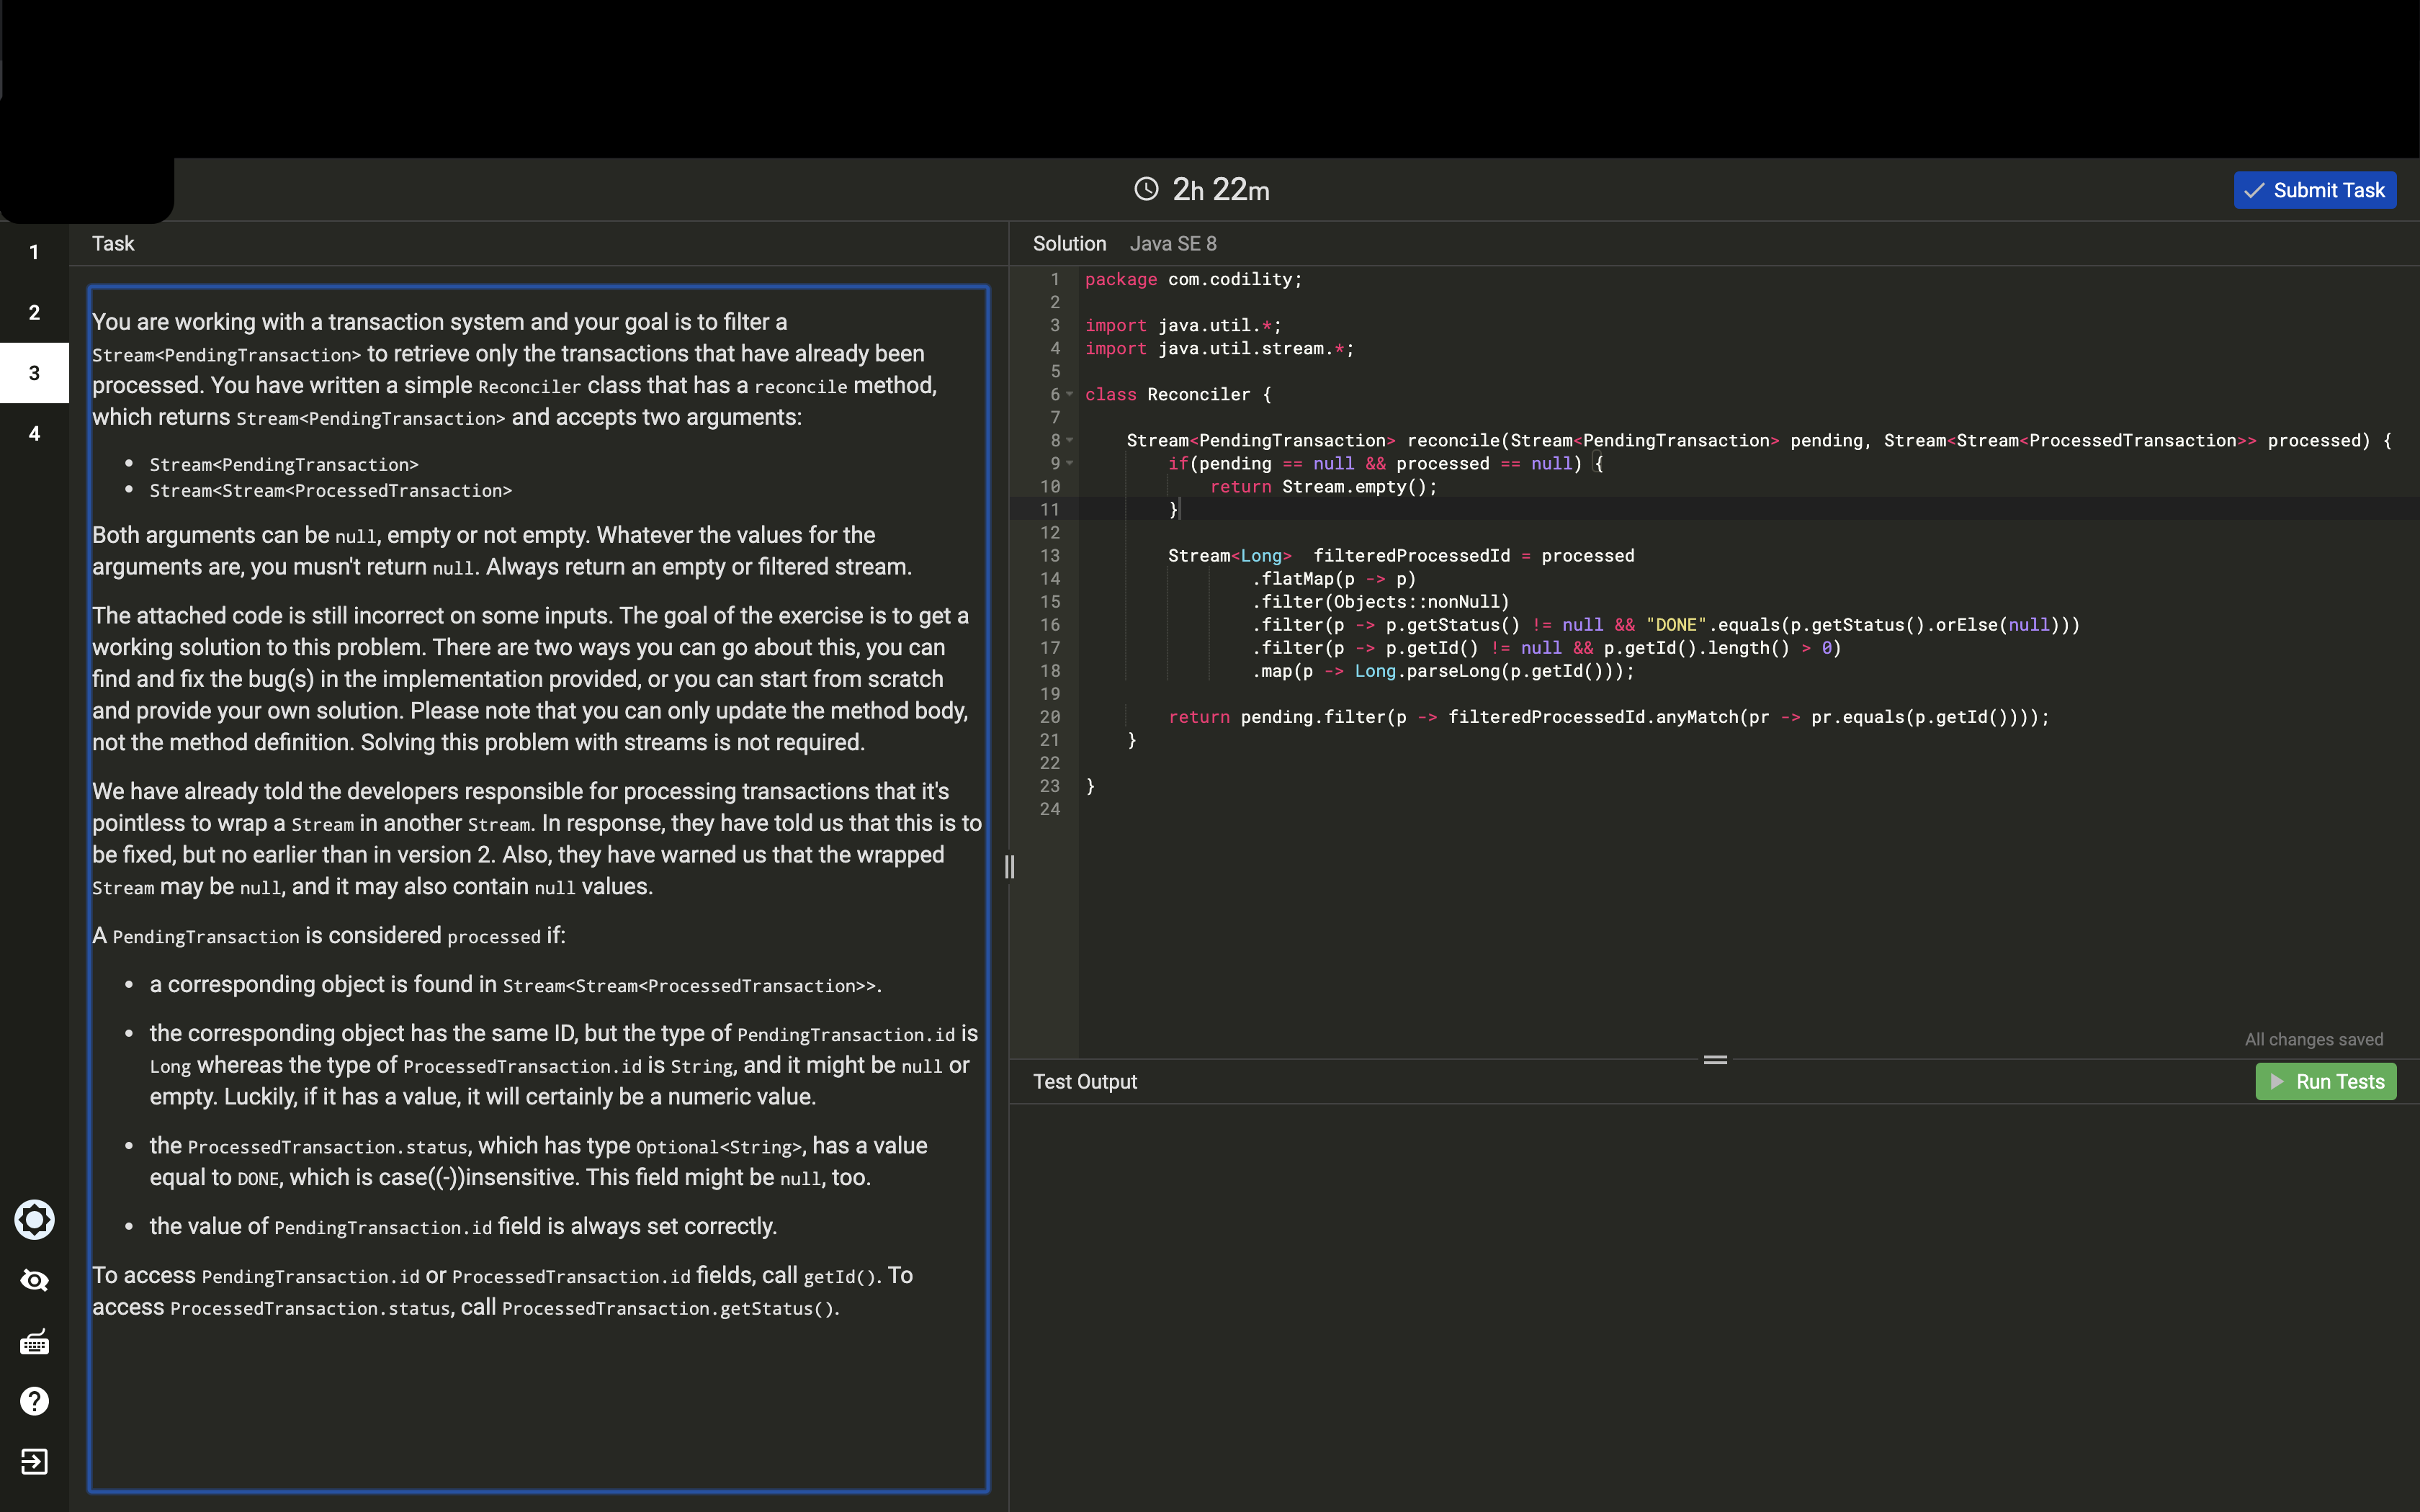 2h 22m
Submit Task
1
2
3
4
Task
You are working with a transaction system and your goal is to filter a
Stream<PendingTransaction> to retrieve only the transactions that have already been
processed. You have written a simple Reconciler class that has a reconcile method,
which returns Stream<PendingTransaction> and accepts two arguments:
• Stream<PendingTransaction>
• Stream<Stream<ProcessedTransaction>
Both arguments can be null, empty or not empty. Whatever the values for the
arguments are, you musn't return null. Always return an empty or filtered stream.
The attached code is still incorrect on some inputs. The goal of the exercise is to get a
working solution to this problem. There are two ways you can go about this, you can
find and fix the bug(s) in the implementation provided, or you can start from scratch
and provide your own solution. Please note that you can only update the method body,
not the method definition. Solving this problem with streams is not required.
We have already told the developers responsible for processing transactions that it's
pointless to wrap a Stream in another Stream. In response, they have told us that this is to
be fixed, but no earlier than in version 2. Also, they have warned us that the wrapped
Stream may be null, and it may also contain null values.
A PendingTransaction is considered processed if:
• a corresponding object is found in Stream<Stream<ProcessedTransaction>>.
• the corresponding object has the same ID, but the type of PendingTransaction.id is
Long whereas the type of ProcessedTransaction.id is String, and it might be null or
empty. Luckily, if it has a value, it will certainly be a numeric value.
• the ProcessedTransaction.status, which has type Optional<String>, has a value
equal to DONE, which is case((-))insensitive. This field might be null, too.
• the value of PendingTransaction.id field is always set correctly.
To access PendingTransaction.id or ProcessedTransaction.id fields, call getId(). To
access ProcessedTransaction.status, call ProcessedTransaction.getStatus().
Solution Java SE 8
1 package com.codility;
2
3 import java.util.*;
4 import java.util.stream.*;
5
6 class Reconciler {
7
8 Stream<PendingTransaction> reconcile(Stream<PendingTransaction> pending, Stream<Stream<ProcessedTransaction>> processed) {
9 if(pending == null && processed == null) {
10 return Stream.empty();
11 }
12
13 Stream<Long>  filteredProcessedId = processed
14 .flatMap(p -> p)
15 .filter(Objects::nonNull)
16 .filter(p -> p.getStatus() != null && "DONE".equals(p.getStatus().orElse(null)))
17 .filter(p -> p.getId() != null && p.getId().length() > 0)
18 .map(p -> Long.parseLong(p.getId()));
19
20 return pending.filter(p -> filteredProcessedId.anyMatch(pr -> pr.equals(p.getId())));
21 }
22
23 }
24
All changes saved
Test Output
Run Tests